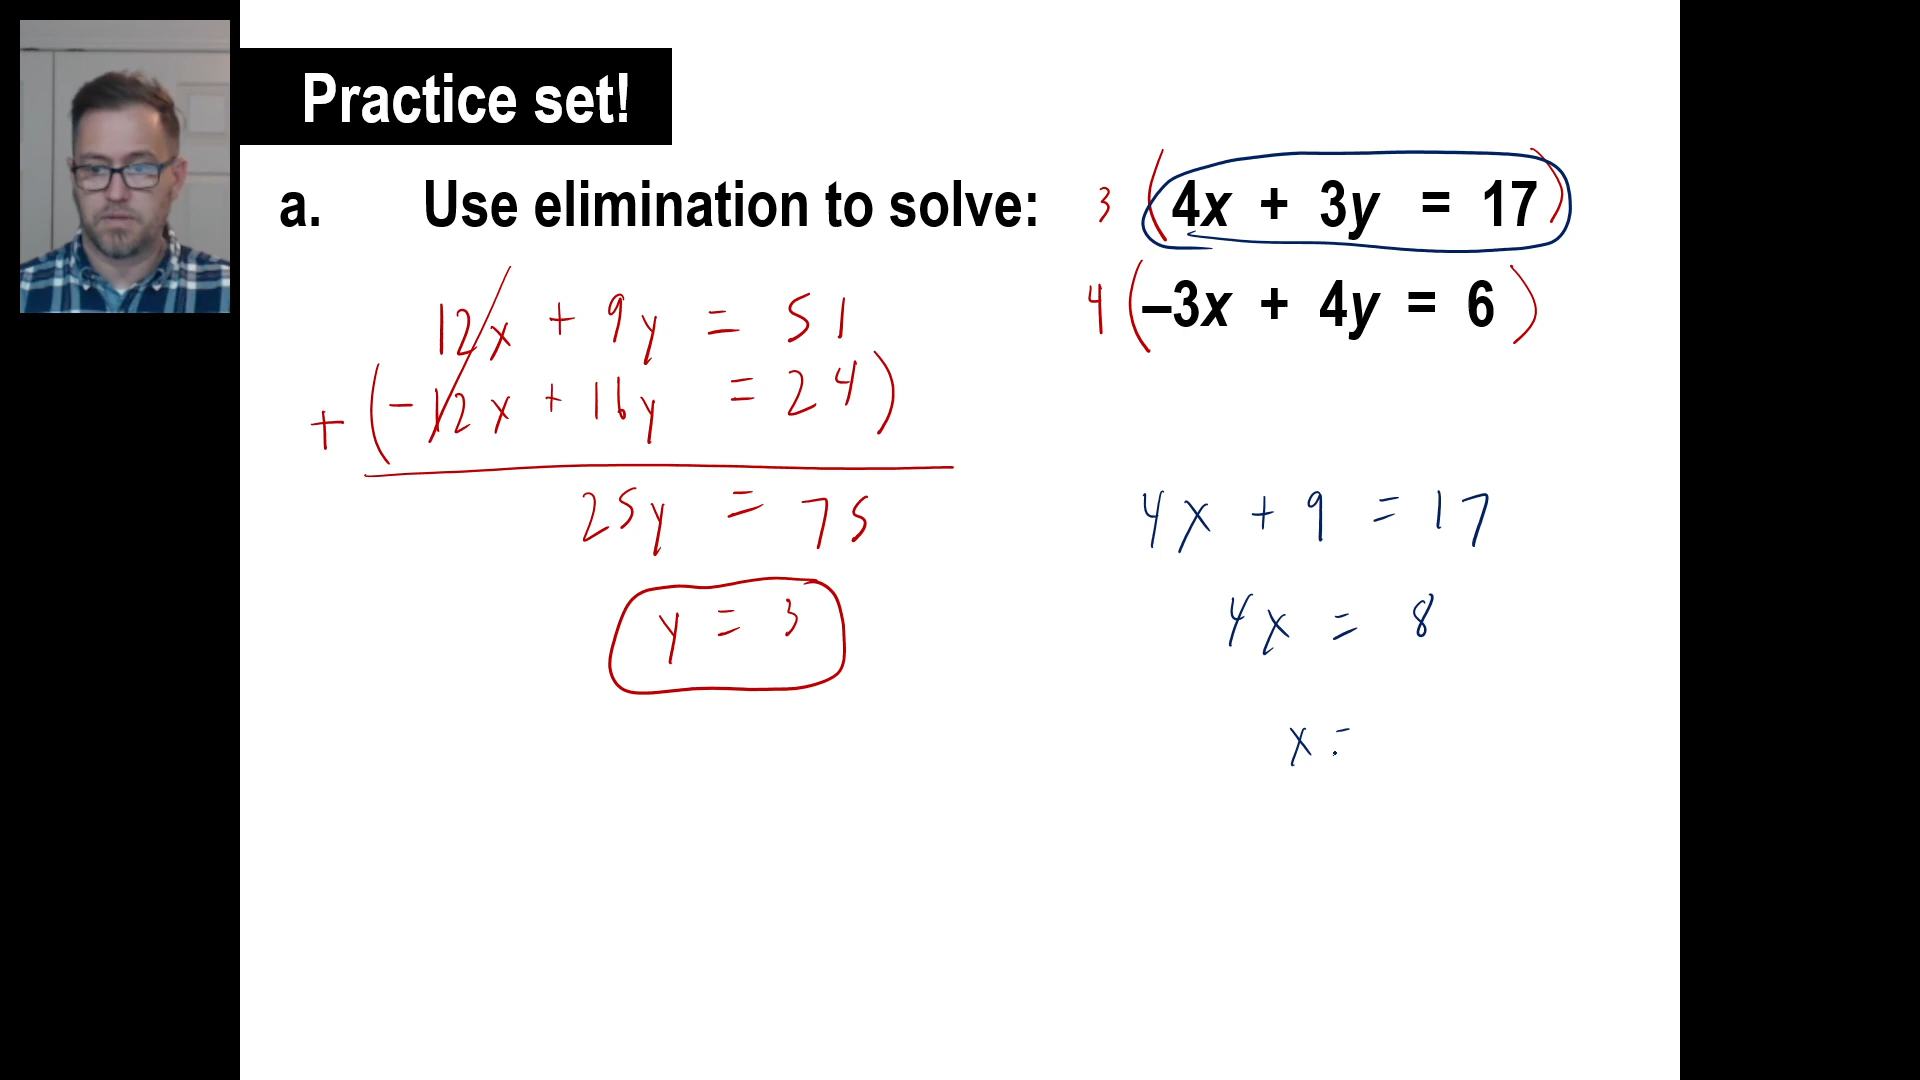 Practice set!
a. Use elimination to solve: 3 (4x + 3y = 17)
4 (–3x + 4y = 6)
12x + 9y = 51
+ (-12x + 16y = 24)
25y = 75
y = 3
4x + 9 = 17
4x = 8
x =